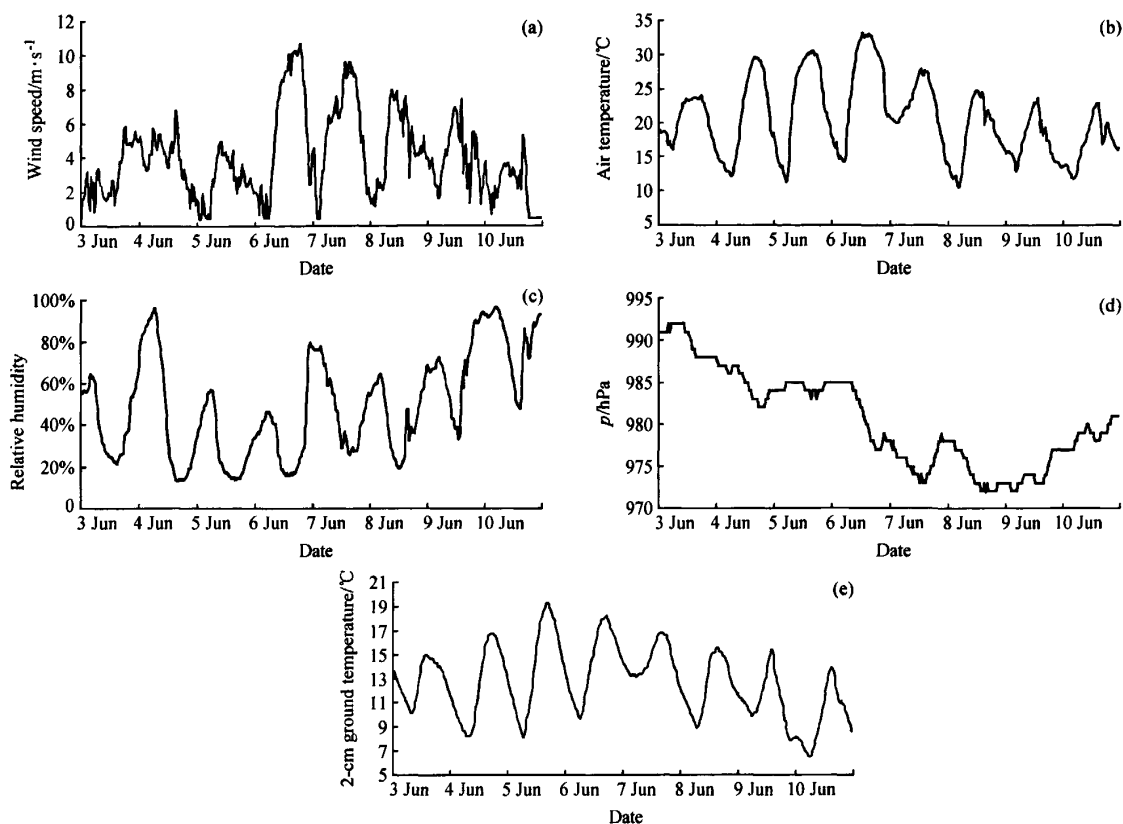 (a)
Wind speed/m·s⁻¹
12
10
8
6
4
2
0
3 Jun 4 Jun 5 Jun 6 Jun 7 Jun 8 Jun 9 Jun 10 Jun
Date
(b)
Air temperature/℃
35
30
25
20
15
10
5
3 Jun 4 Jun 5 Jun 6 Jun 7 Jun 8 Jun 9 Jun 10 Jun
Date
(c)
Relative humidity
100%
80%
60%
40%
20%
0
3 Jun 4 Jun 5 Jun 6 Jun 7 Jun 8 Jun 9 Jun 10 Jun
Date
(d)
p/hPa
995
990
985
980
975
970
3 Jun 4 Jun 5 Jun 6 Jun 7 Jun 8 Jun 9 Jun 10 Jun
Date
(e)
2-cm ground temperature/℃
21
19
17
15
13
11
9
7
5
3 Jun 4 Jun 5 Jun 6 Jun 7 Jun 8 Jun 9 Jun 10 Jun
Date